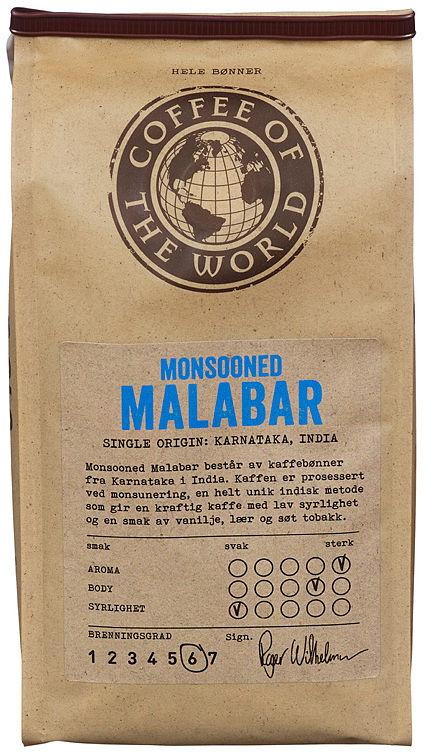 HELE BØNNER
COFFEE OF
THE WORLD
MONSOONED
MALABAR
SINGLE ORIGIN: KARNATAKA, INDIA
Monsooned Malabar består av kaffebønner
fra Karnataka i India. Kaffen er prosessert
ved monsunering, en helt unik indisk metode
som gir en kraftig kaffe med lav syrlighet
og en smak av vanilje, lær og søt tobakk.
smak svak sterk
AROMA
BODY
SYRLIGHET
BRENNINGSGRAD Sign.
1 2 3 4 5 6 7 Roger Wilhelmsen